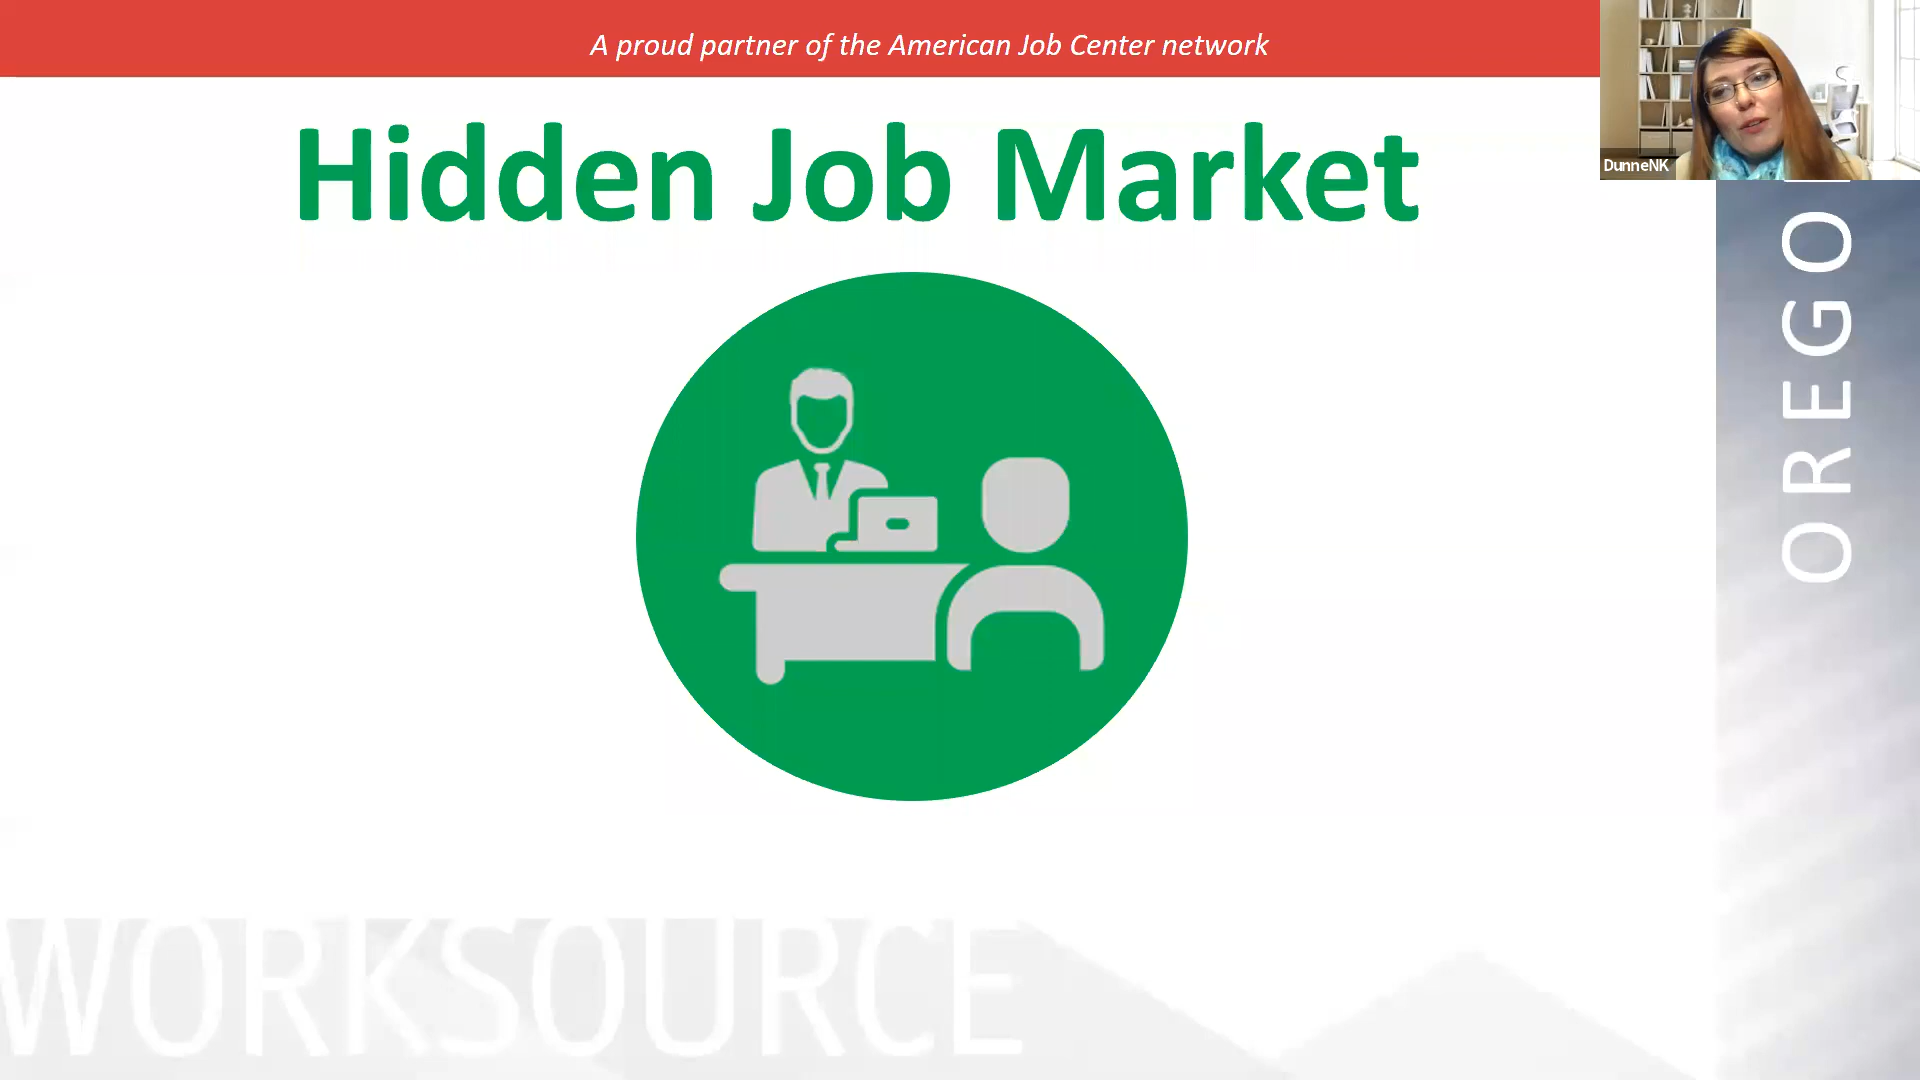 A proud partner of the American Job Center network
Hidden Job Market
DunneNK
OREGO
WORKSOURCE